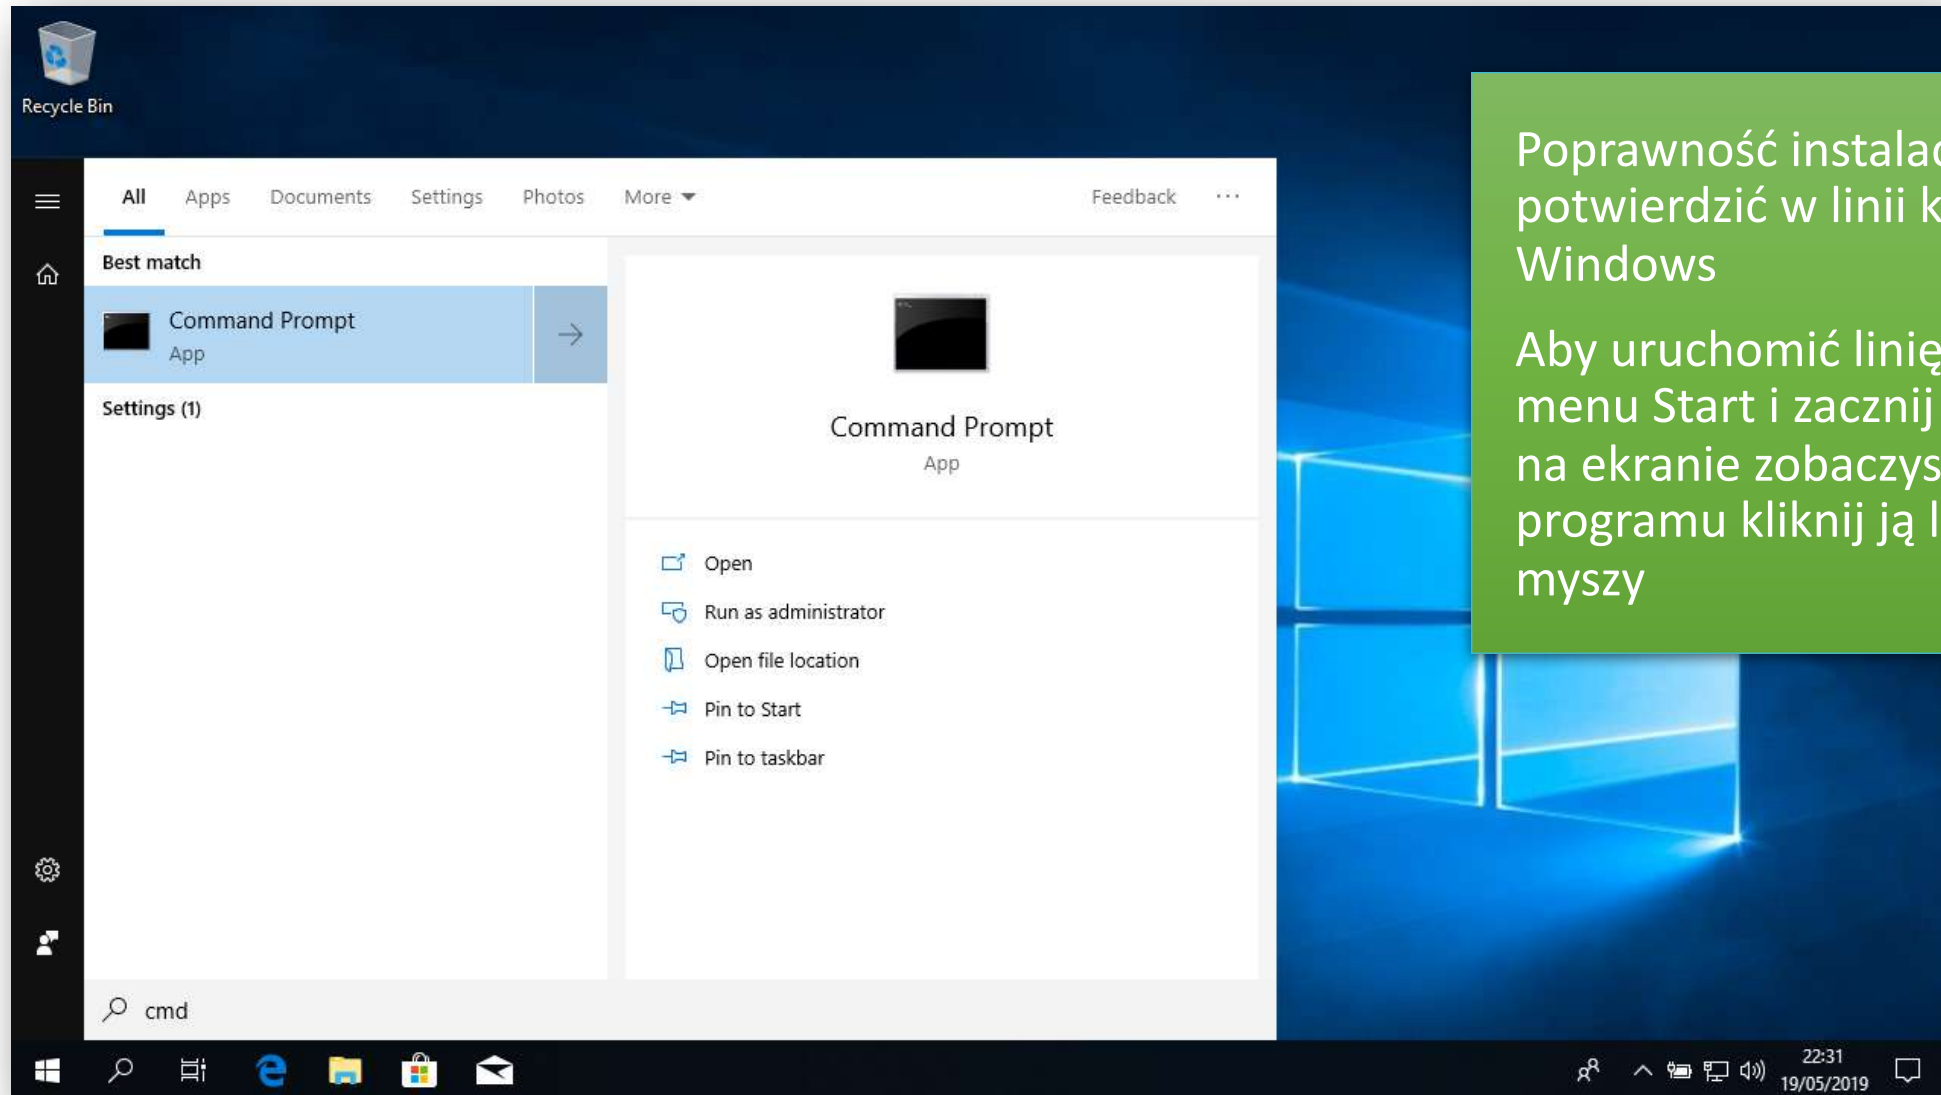 Recycle Bin
All Apps Documents Settings Photos More Feedback
Best match
Command Prompt
App
Settings (1)
Command Prompt
App
Open
Run as administrator
Open file location
Pin to Start
Pin to taskbar
cmd
Poprawność
potwierdzić w linii
Windows
Aby uruchomić linię
menu Start i zacznij
na ekranie
programu kliknij ją
myszy
22:31
19/05/2019